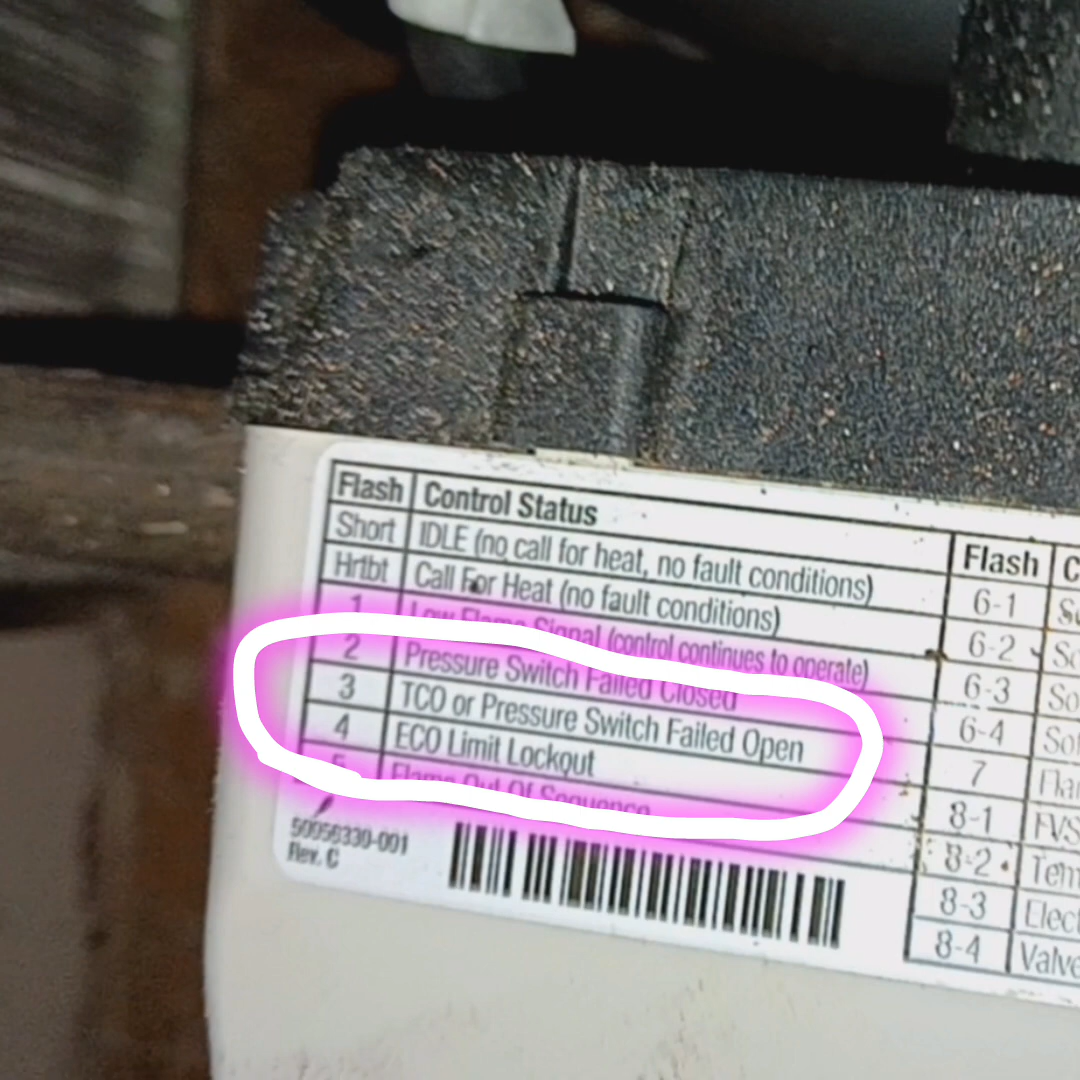 Flash Control Status
Short IDLE (no call for heat, no fault conditions)
Hrtbt Call For Heat (no fault conditions)
1 Low Flame Signal (control continues to operate)
2 Pressure Switch Failed Closed
3 TCO or Pressure Switch Failed Open
4 ECO Limit Lockout
5 Flame Out Of Sequence
50056330-001
Rev. C
Flash
6-1
6-2
6-3
6-4
7
8-1
8-2
8-3
8-4 Valve